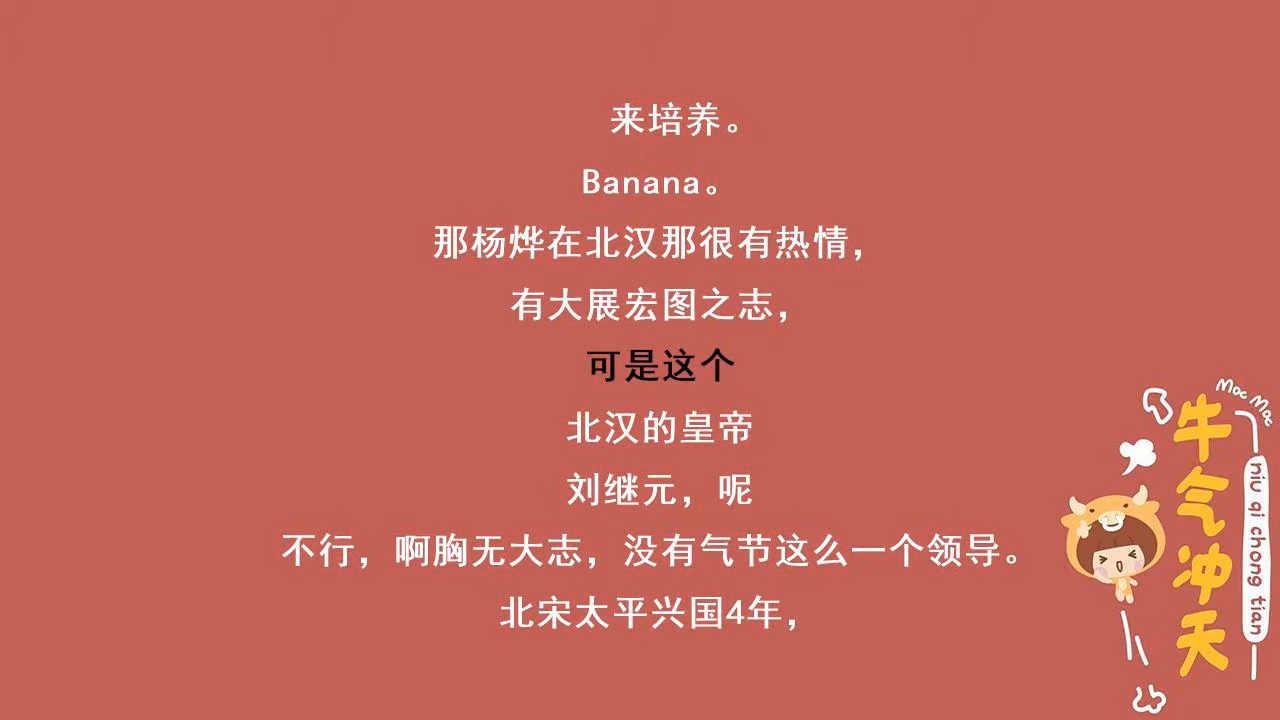 来培养。
Banana。
那杨烨在北汉那很有热情，
有大展宏图之志，
可是这个
北汉的皇帝
刘继元，呢
不行，啊胸无大志，没有气节这么一个领导。
北宋太平兴国4年，
Moc Moc
牛气冲天
niu qi chong tian